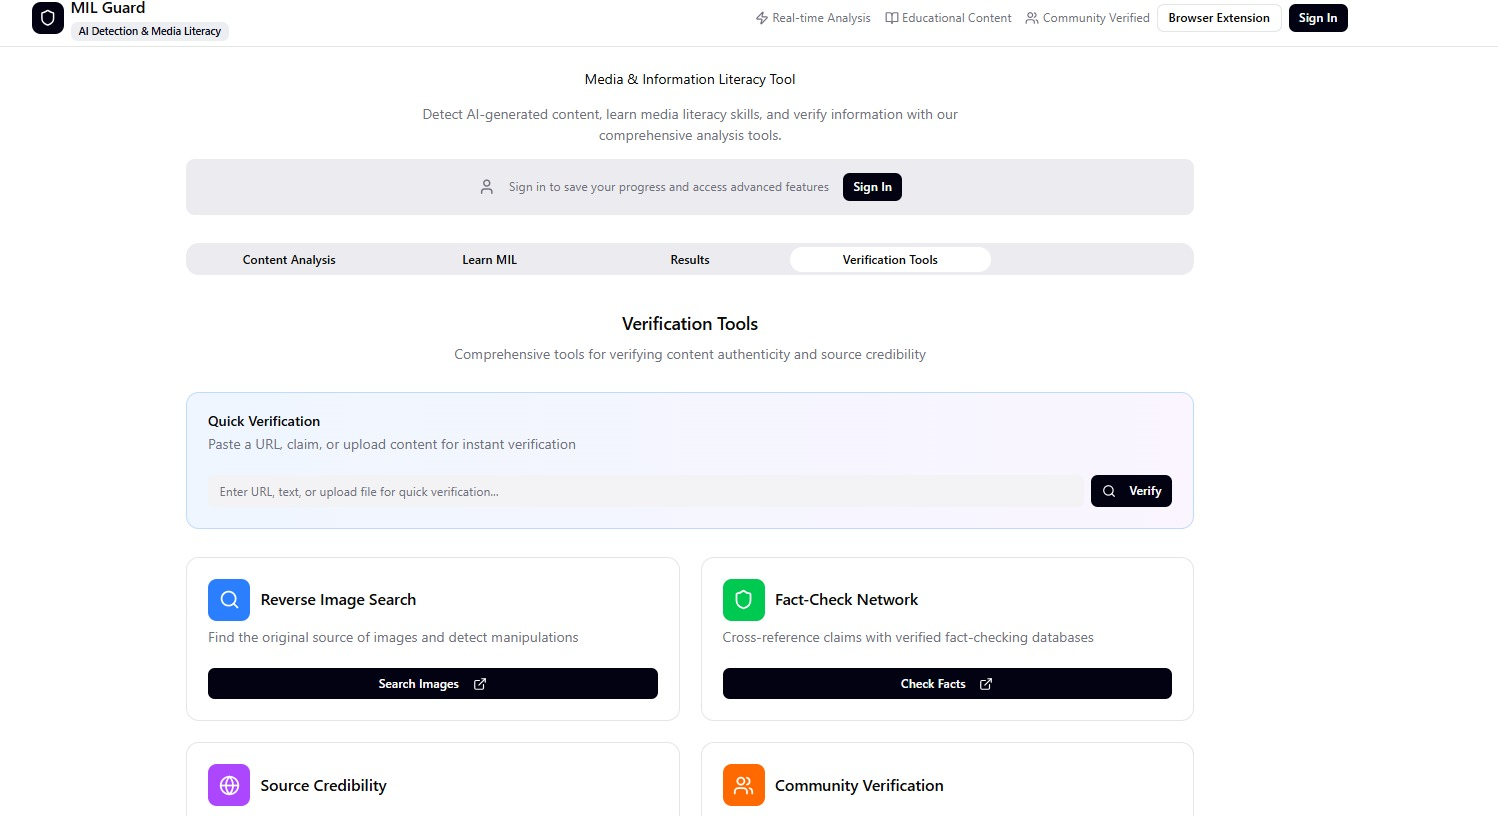 MIL Guard
AI Detection & Media Literacy
Real-time Analysis
Educational Content
Community Verified
Browser Extension
Sign In
Media & Information Literacy Tool
Detect AI-generated content, learn media literacy skills, and verify information with our
comprehensive analysis tools.
Sign in to save your progress and access advanced features
Sign In
Content Analysis
Learn MIL
Results
Verification Tools
Verification Tools
Comprehensive tools for verifying content authenticity and source credibility
Quick Verification
Paste a URL, claim, or upload content for instant verification
Enter URL, text, or upload file for quick verification...
Verify
Reverse Image Search
Find the original source of images and detect manipulations
Search Images
Fact-Check Network
Cross-reference claims with verified fact-checking databases
Check Facts
Source Credibility
Community Verification